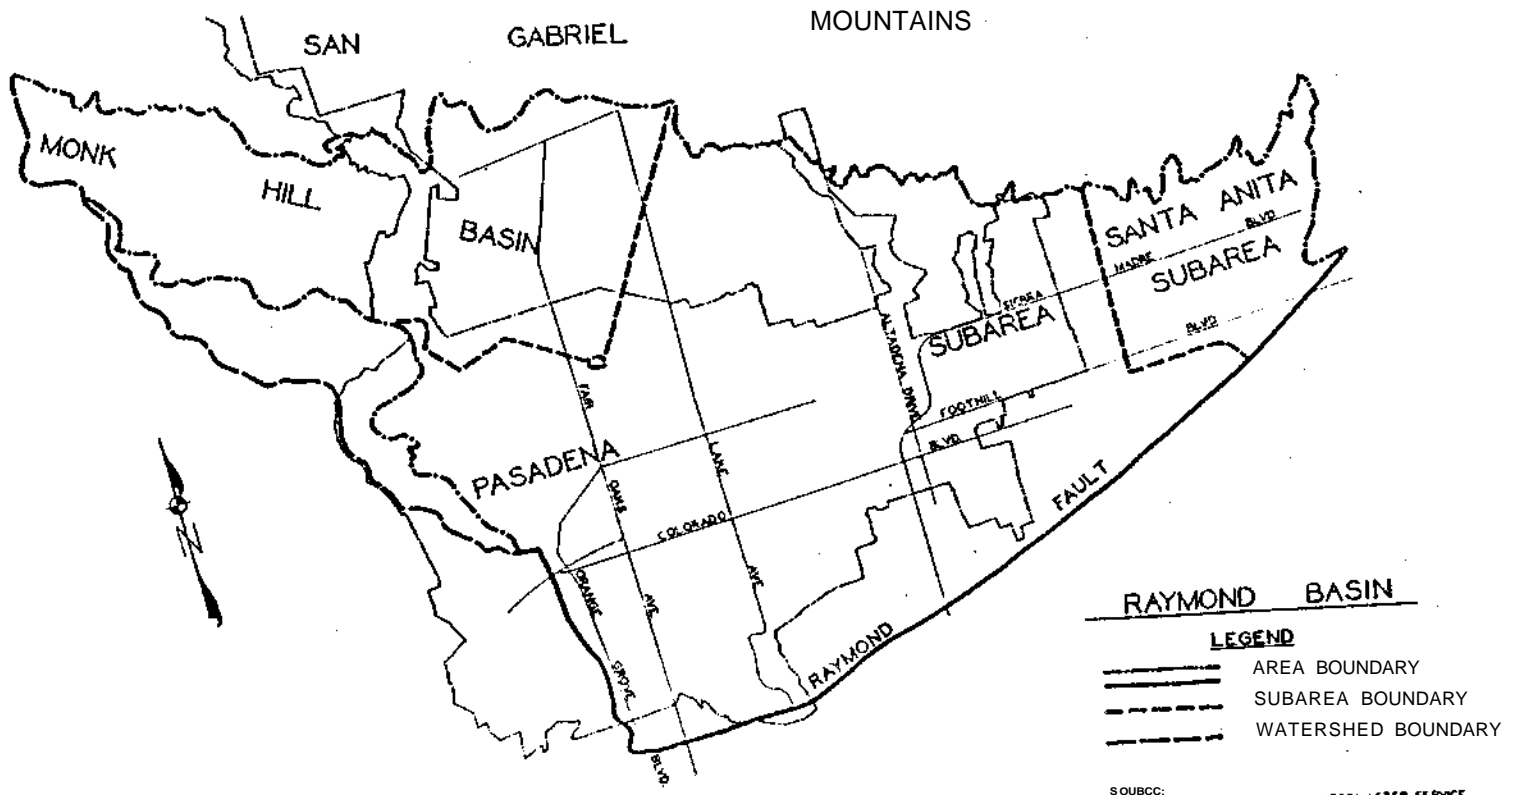 SAN GABRIEL MOUNTAINS
MONK HILL BASIN
SANTA ANITA SUBAREA
PASADENA SUBAREA
SIERRA MADRE BLVD
FOOTHILL BLVD
COLORADO BLVD.
ALTADENA DRIVE
FAIR OAKS AVE
LAKE AVE
ORANGE GROVE BLVD.
RAYMOND FAULT
N
RAYMOND BASIN
LEGEND
AREA BOUNDARY
SUBAREA BOUNDARY
WATERSHED BOUNDARY
SOUBCC: